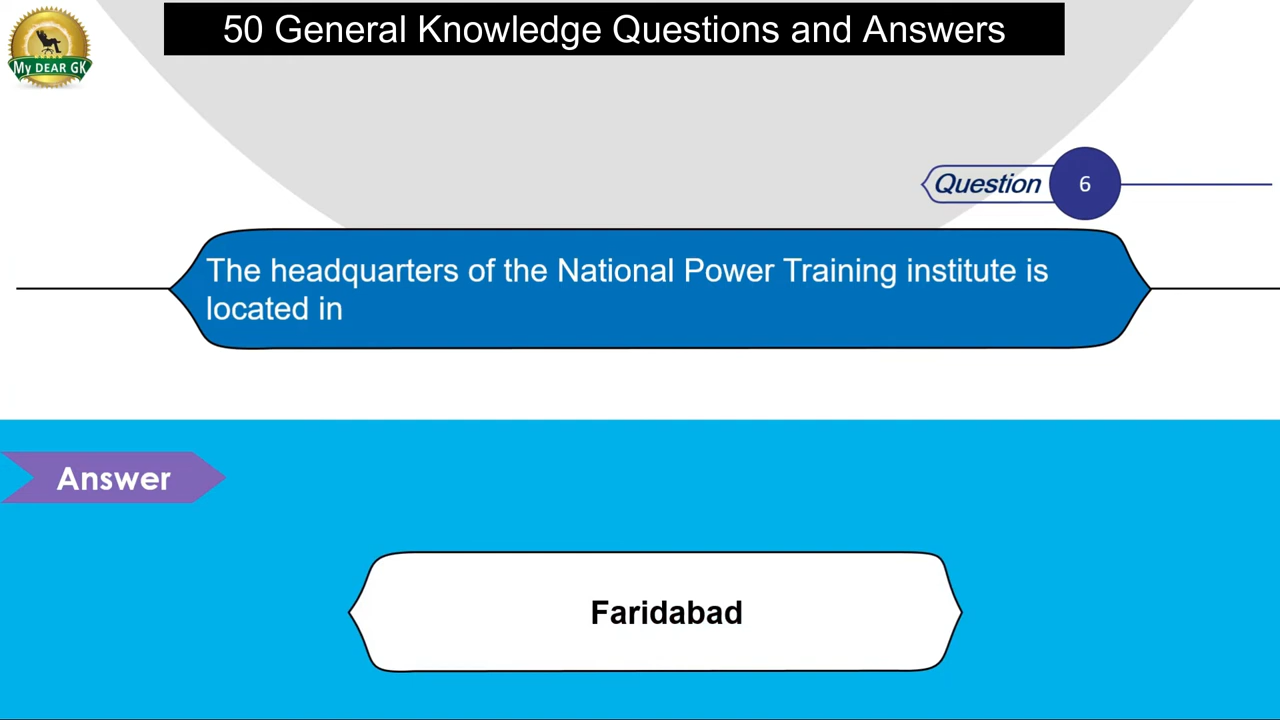 50 General Knowledge Questions and Answers
My DEAR GK
Question 6
The headquarters of the National Power Training institute is
located in
Answer
Faridabad